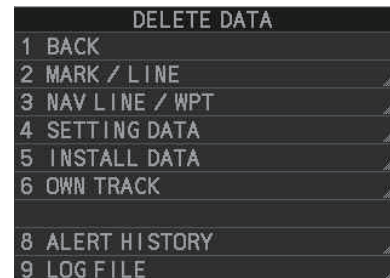 DELETE DATA
1 BACK
2 MARK / LINE
3 NAV LINE / WPT
4 SETTING DATA
5 INSTALL DATA
6 OWN TRACK
8 ALERT HISTORY
9 LOG FILE